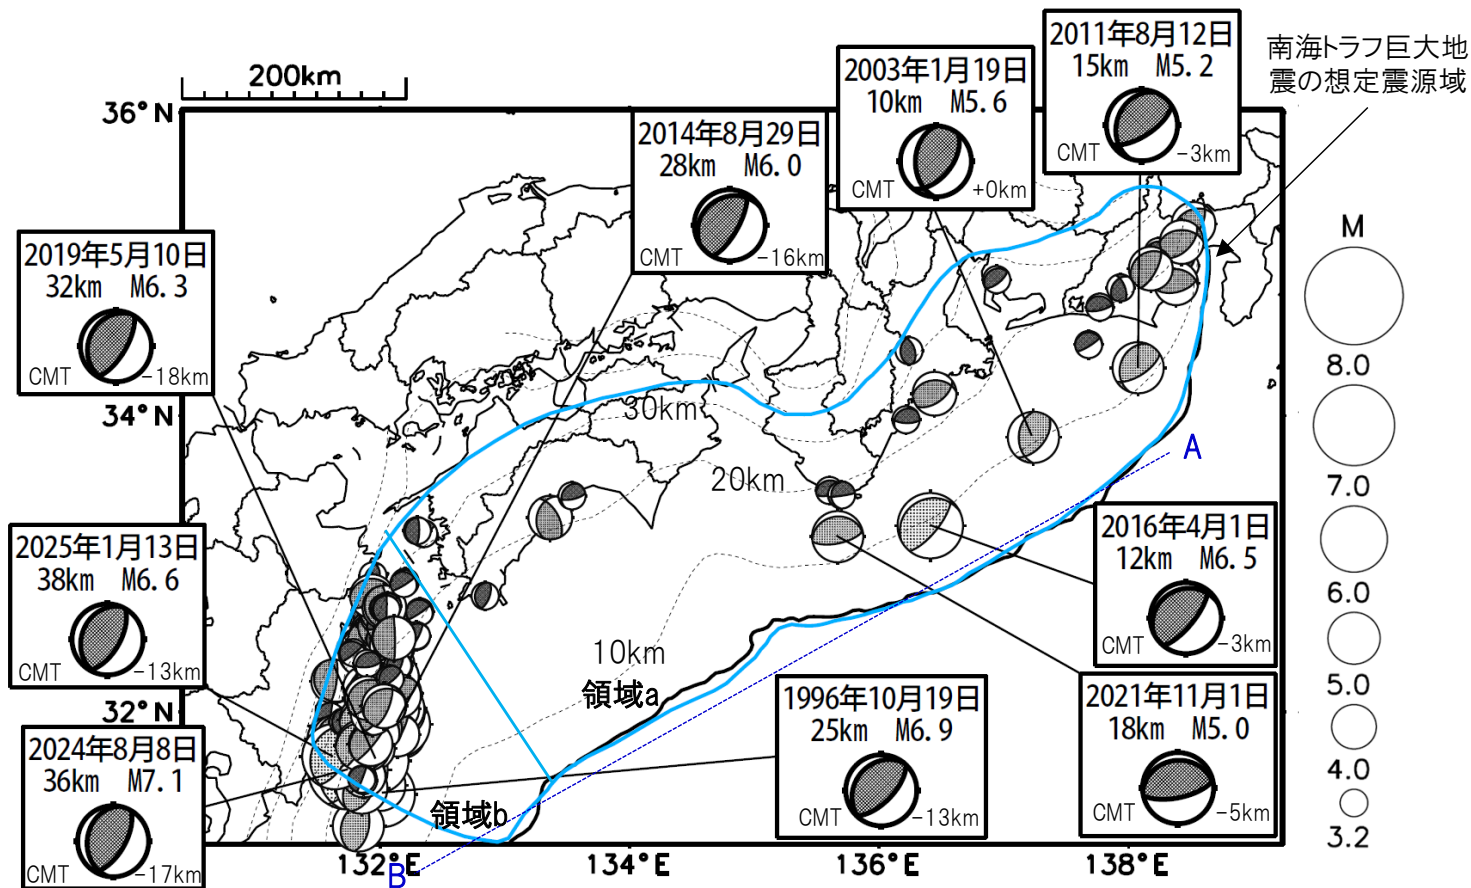 2011年8月12日
15km M5.2
CMT
-3km
南海トラフ巨大地
震の想定震源域
200km
2003年1月19日
10km M5.6
CMT
+0km
36°N
2014年8月29日
28km M6.0
CMT
-16km
2019年5月10日
32km M6.3
CMT
-18km
M
8.0
7.0
6.0
5.0
4.0
3.2
34°N
30km
20km
10km
A
2016年4月1日
12km M6.5
CMT
-3km
2025年1月13日
38km M6.6
CMT
-13km
領域a
32°N
1996年10月19日
25km M6.9
CMT
-13km
2021年11月1日
18km M5.0
CMT
-5km
2024年8月8日
36km M7.1
CMT
-17km
領域b
B
132°E
134°E
136°E
138°E